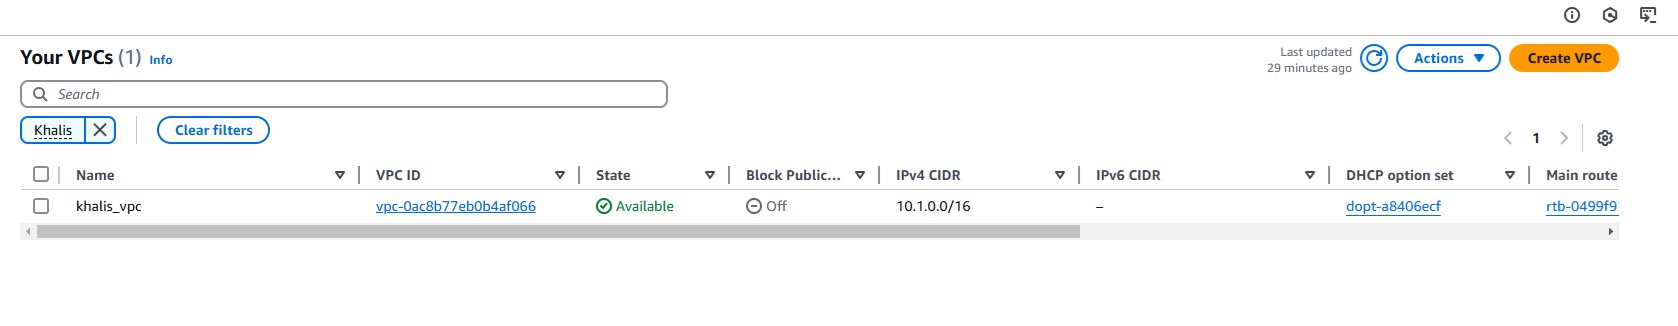 Your VPCs (1) Info
Last updated
29 minutes ago
Actions
Create VPC
Search
Khalis
Clear filters
1
Name VPC ID State Block Public... IPv4 CIDR IPv6 CIDR DHCP option set Main route
khalis_vpc vpc-0ac8b77eb0b4af066 Available Off 10.1.0.0/16 – dopt-a8406ecf rtb-0499f9